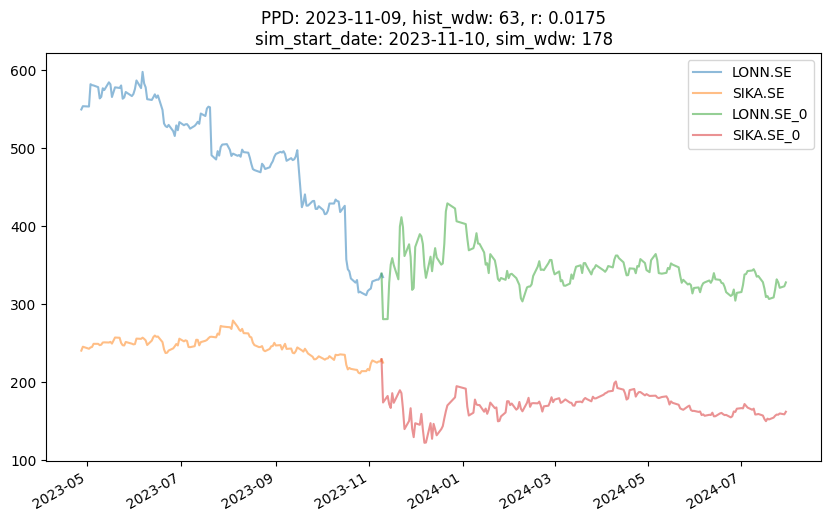 PPD: 2023-11-09, hist_wdw: 63, r: 0.0175
sim_start_date: 2023-11-10, sim_wdw: 178
LONN.SE
SIKA.SE
LONN.SE_0
SIKA.SE_0
600
500
400
300
200
100
2023-05
2023-07
2023-09
2023-11
2024-01
2024-03
2024-05
2024-07